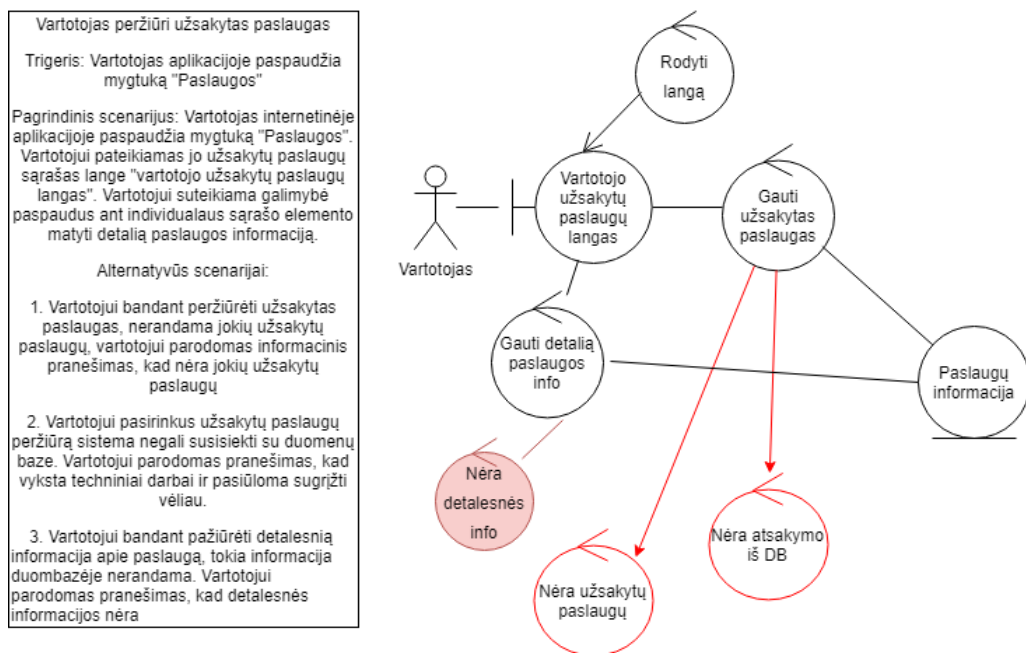 Vartotojas peržiūri užsakytas paslaugas
Trigeris: Vartotojas aplikacijoje paspaudžia
mygtuką "Paslaugos"
Pagrindinis scenarijus: Vartotojas internetinėje
aplikacijoje paspaudžia mygtuką "Paslaugos".
Vartotojui pateikiamas jo užsakytų paslaugų
sąrašas lange "vartotojo užsakytų paslaugų
langas". Vartotojui suteikiama galimybė
paspaudus ant individualaus sąrašo elemento
matyti detalią paslaugos informaciją.
Alternatyvūs scenarijai:
1. Vartotojui bandant peržiūrėti užsakytas
paslaugas, nerandama jokių užsakytų
paslaugų, vartotojui parodomas informacinis
pranešimas, kad nėra jokių užsakytų
paslaugų
2. Vartotojui pasirinkus užsakytų paslaugų
peržiūrą sistema negali susisiekti su duomenų
baze. Vartotojui parodomas pranešimas, kad
vyksta techniniai darbai ir pasiūloma sugrįžti
vėliau.
3. Vartotojui bandant pažiūrėti detalesnią
informacija apie paslaugą, tokia informacija
duombazėje nerandama. Vartotojui
parodomas pranešimas, kad detalesnės
informacijos nėra
Rodyti
langą
Vartotojas
Vartotojo
užsakytų
paslaugų
langas
Gauti
užsakytas
paslaugas
Gauti detalią
paslaugos
info
Paslaugų
informacija
Nėra
detalesnės
info
Nėra užsakytų
paslaugų
Nėra atsakymo
iš DB